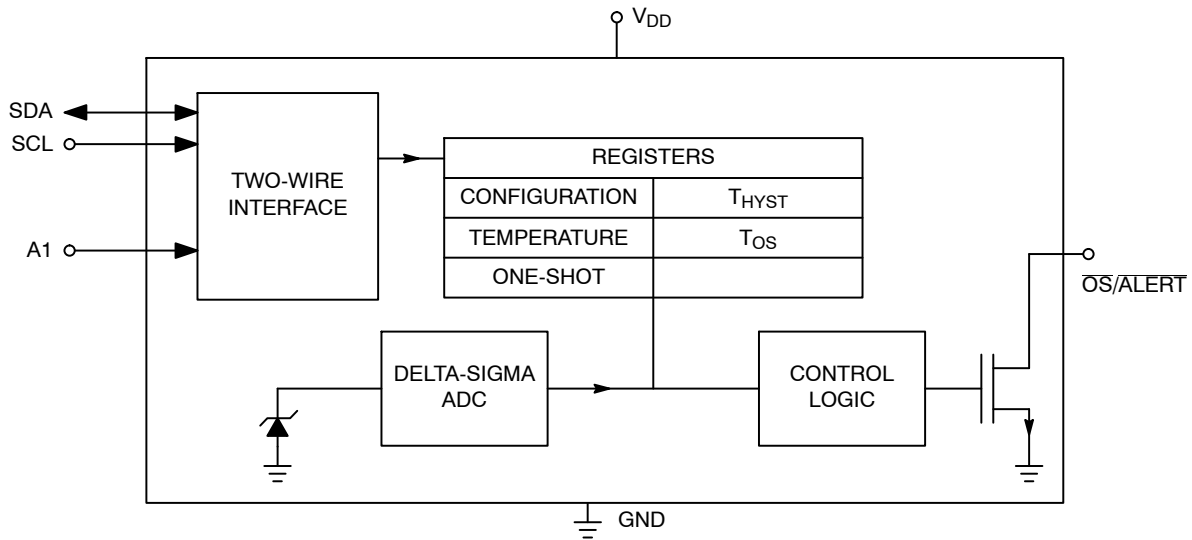 VDD
SDA
SCL
A1
TWO-WIRE
INTERFACE
REGISTERS
CONFIGURATION THYST
TEMPERATURE TOS
ONE-SHOT
OS/ALERT
DELTA-SIGMA
ADC
CONTROL
LOGIC
GND